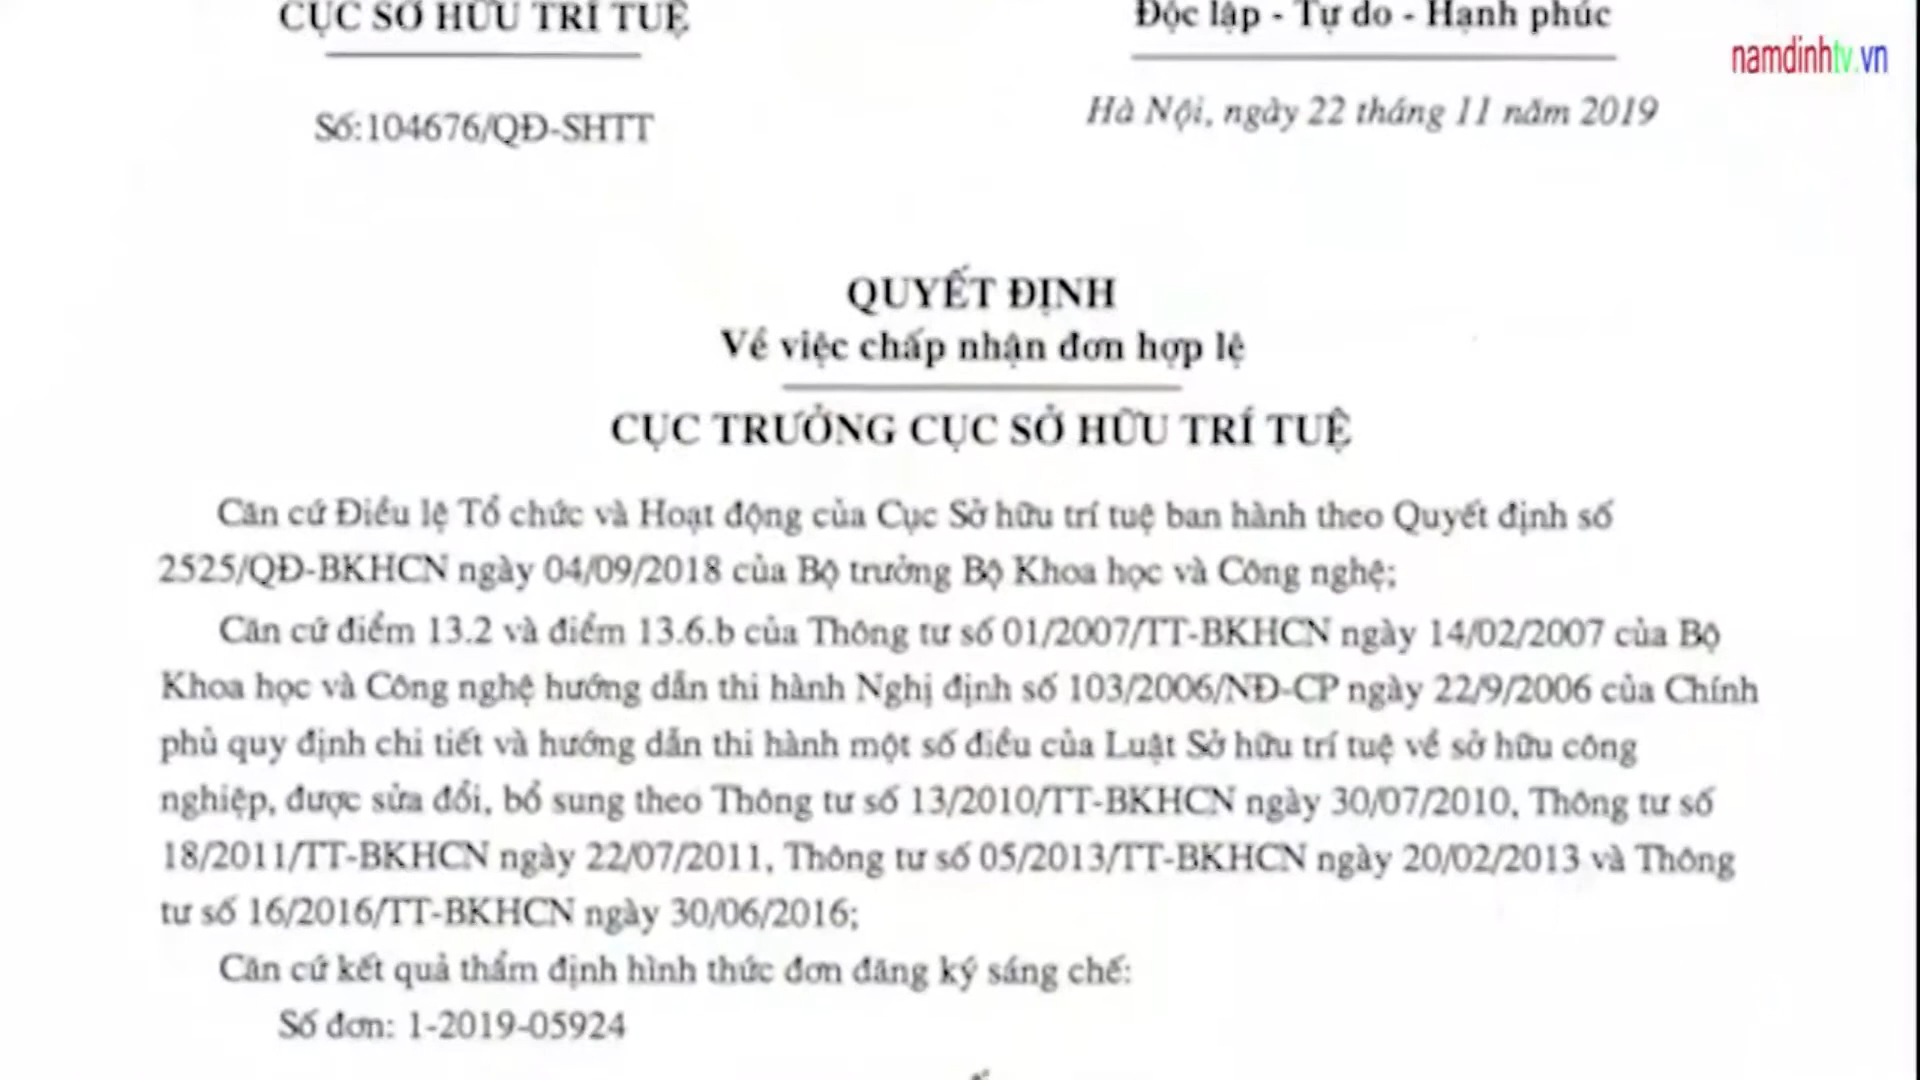 CỤC SỞ HỮU TRÍ TUỆ
Độc lập - Tự do - Hạnh phúc
namdinhtv.vn
Số:104676/QĐ-SHTT
Hà Nội, ngày 22 tháng 11 năm 2019
QUYẾT ĐỊNH
Về việc chấp nhận đơn hợp lệ
CỤC TRƯỞNG CỤC SỞ HỮU TRÍ TUỆ
Căn cứ Điều lệ Tổ chức và Hoạt động của Cục Sở hữu trí tuệ ban hành theo Quyết định số
2525/QĐ-BKHCN ngày 04/09/2018 của Bộ trưởng Bộ Khoa học và Công nghệ;
Căn cứ điểm 13.2 và điểm 13.6.b của Thông tư số 01/2007/TT-BKHCN ngày 14/02/2007 của Bộ
Khoa học và Công nghệ hướng dẫn thi hành Nghị định số 103/2006/NĐ-CP ngày 22/9/2006 của Chính
phủ quy định chi tiết và hướng dẫn thi hành một số điều của Luật Sở hữu trí tuệ về sở hữu công
nghiệp, được sửa đổi, bổ sung theo Thông tư số 13/2010/TT-BKHCN ngày 30/07/2010, Thông tư số
18/2011/TT-BKHCN ngày 22/07/2011, Thông tư số 05/2013/TT-BKHCN ngày 20/02/2013 và Thông
tư số 16/2016/TT-BKHCN ngày 30/06/2016;
Căn cứ kết quả thẩm định hình thức đơn đăng ký sáng chế:
Số đơn: 1-2019-05924